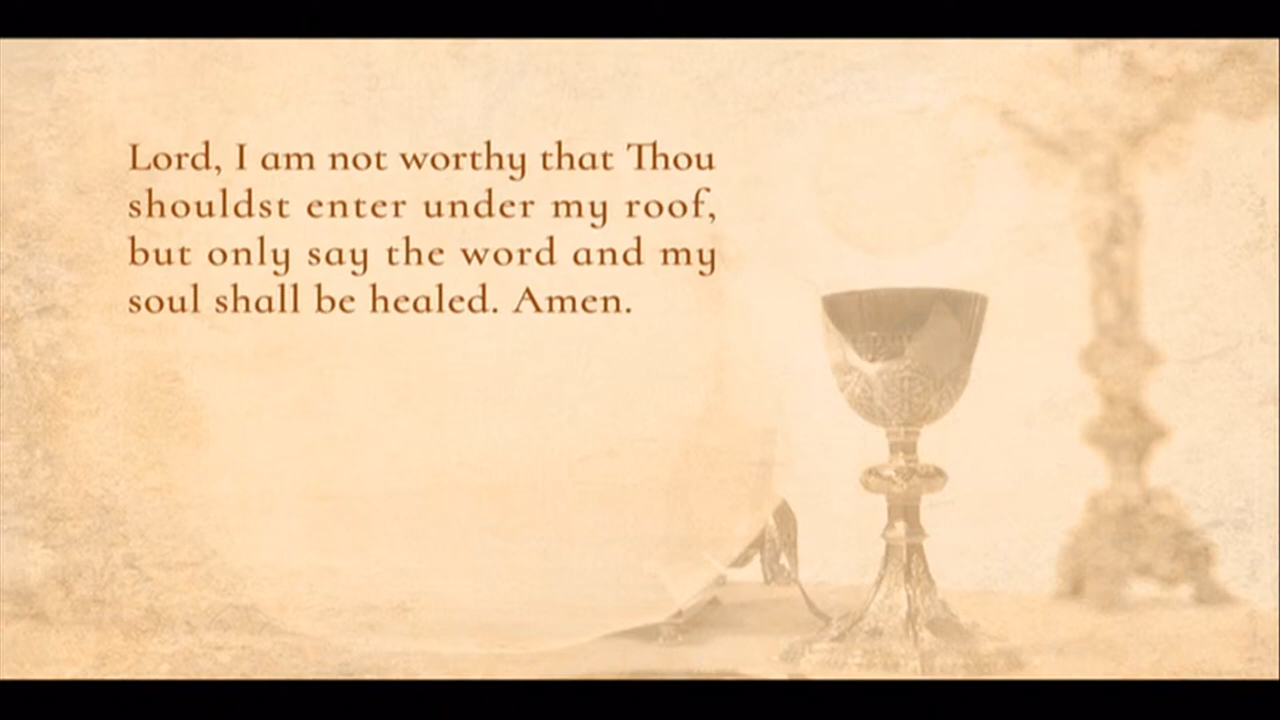 Lord, I am not worthy that Thou
shouldst enter under my roof,
but only say the word and my
soul shall be healed. Amen.